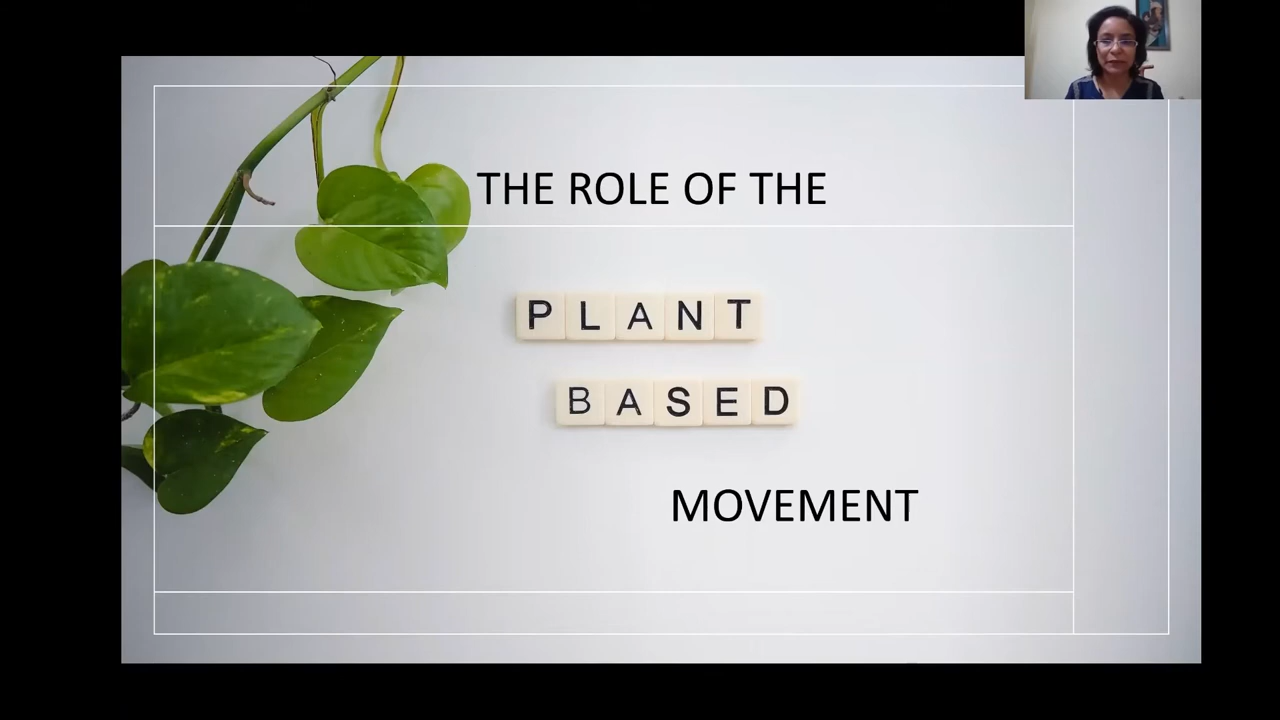 THE ROLE OF THE
PLANT
BASED
MOVEMENT